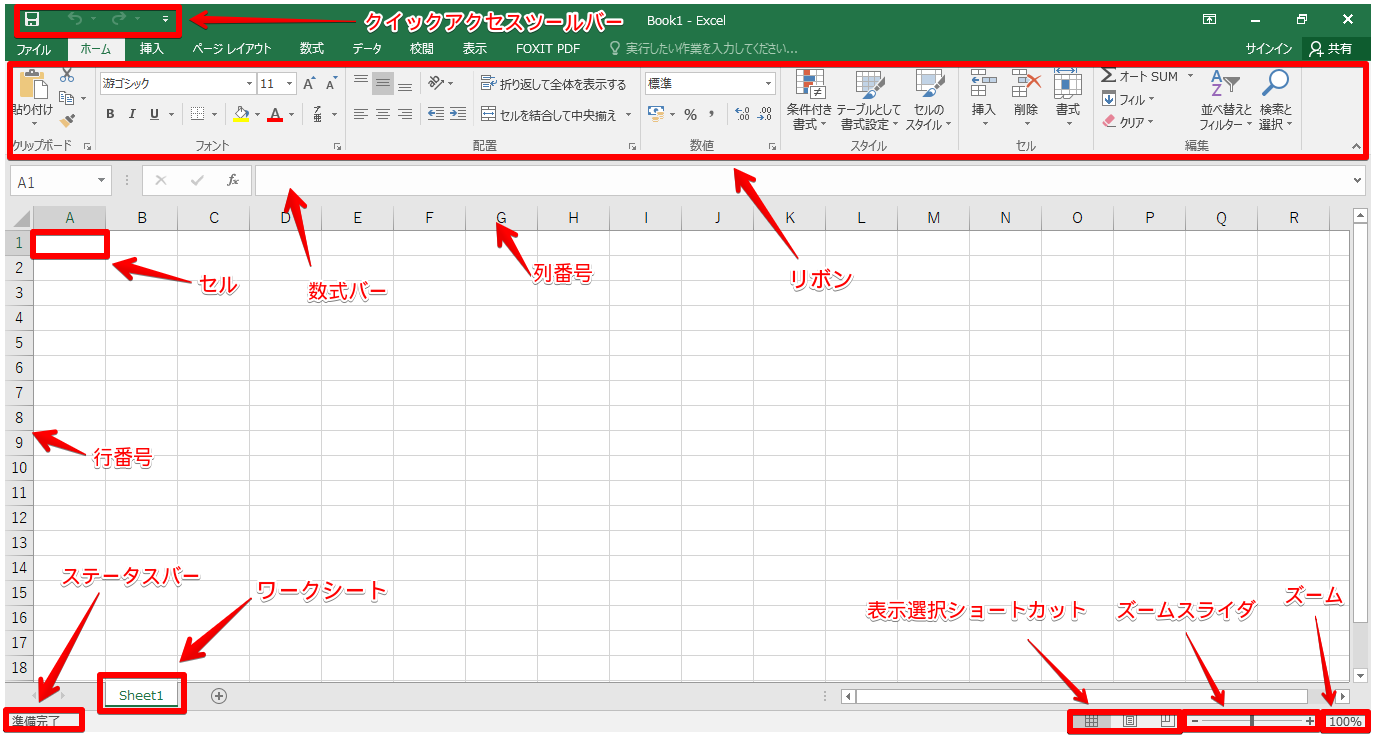 クイックアクセスツールバー
Book1 - Excel
ファイル ホーム 挿入 ページ レイアウト 数式 データ 校閲 表示 FOXIT PDF 実行したい作業を入力してください... サインイン 共有
游ゴシック 11 A A 折り返して全体を表示する 標準
貼り付け B I U A 亜 セルを結合して中央揃え % , 条件付き書式 テーブルとして書式設定 セルのスタイル 挿入 削除 書式 Σ オート SUM フィル クリア 並べ替えとフィルター 検索と選択
クリップボード フォント 配置 数値 スタイル セル 編集
A1 fx
A B C D E F G H I J K L M N O P Q R
1
2
セル 数式バー 列番号 リボン
3
4
5
6
7
8
9
行番号
10
11
12
13
14
ステータスバー
15
ワークシート
表示選択ショートカット ズームスライダ ズーム
16
17
18
Sheet1
準備完了 100%